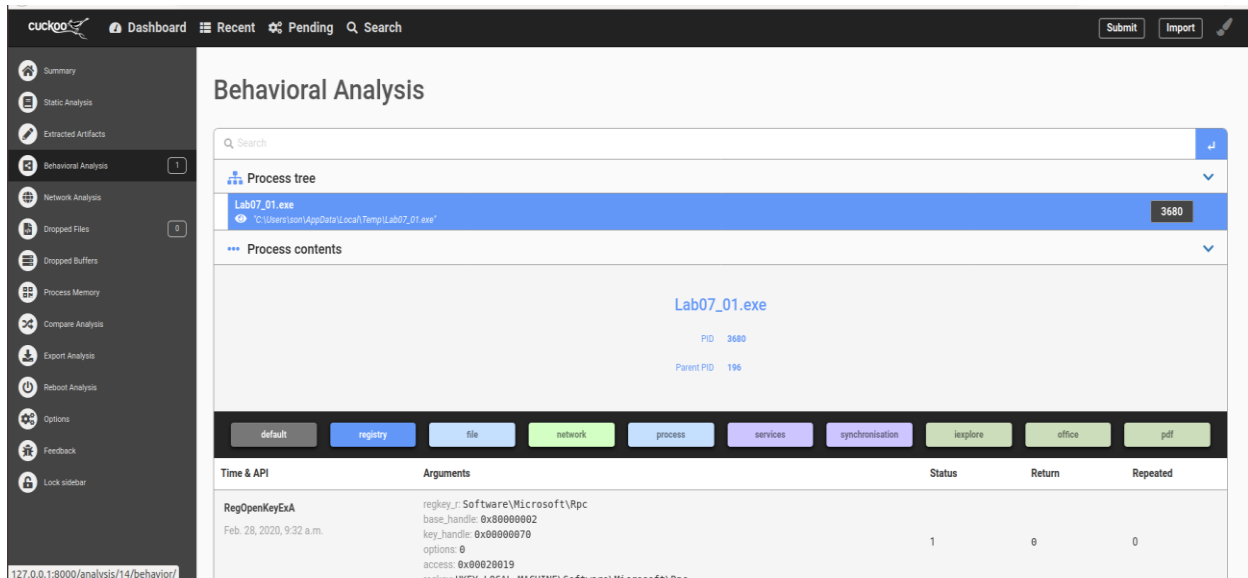 cuckoo Dashboard Recent Pending Search Submit Import
Summary
Static Analysis
Extracted Artifacts
Behavioral Analysis 1
Network Analysis
Dropped Files 0
Dropped Buffers
Process Memory
Compare Analysis
Export Analysis
Reboot Analysis
Options
Feedback
Lock sidebar
127.0.0.1:8000/analysis/14/behavior/
Behavioral Analysis
Search
Process tree
Lab07_01.exe
"C:\Users\son\AppData\Local\Temp\Lab07_01.exe"
3680
Process contents
Lab07_01.exe
PID 3680
Parent PID 196
default registry file network process services synchronisation iexplore office pdf
Time & API Arguments Status Return Repeated
RegOpenKeyExA
Feb. 28, 2020, 9:32 a.m.
regkey_r: Software\Microsoft\Rpc
base_handle: 0x80000002
key_handle: 0x00000070
options: 0
access: 0x00020019
regkey: HKEY_LOCAL_MACHINE\Software\Microsoft\Rpc
1 0 0